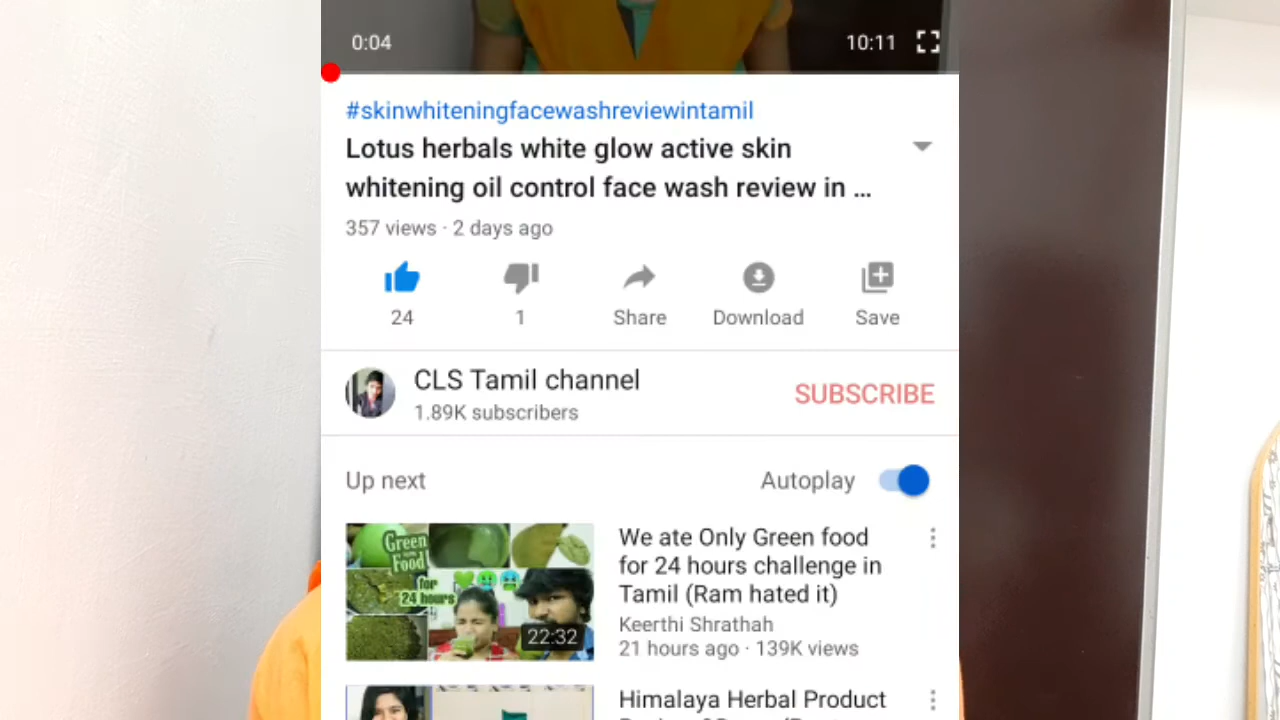 0:04
10:11
#skinwhiteningfacewashreviewintamil
Lotus herbals white glow active skin
whitening oil control face wash review in ...
357 views · 2 days ago
24
1
Share
Download
Save
CLS Tamil channel
1.89K subscribers
SUBSCRIBE
Up next
Autoplay
Green
Food
for
24 hours
22:32
We ate Only Green food
for 24 hours challenge in
Tamil (Ram hated it)
Keerthi Shrathah
21 hours ago · 139K views
Himalaya Herbal Product